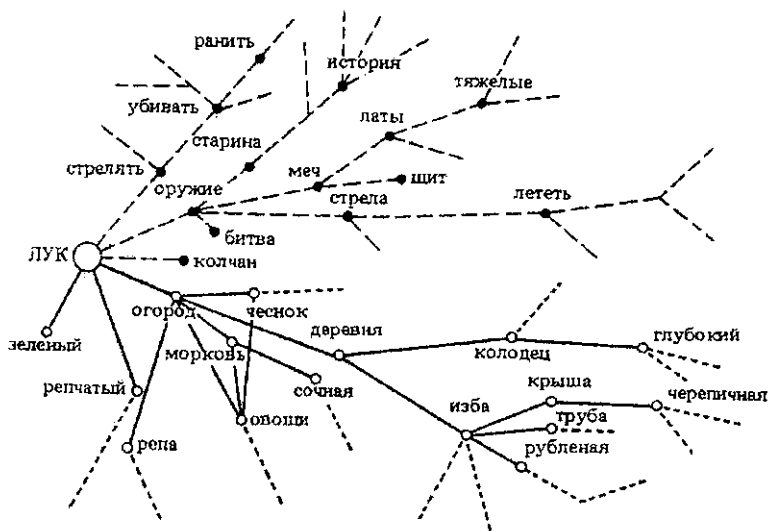 ранить
история
тяжелые
убивать
латы
старина
стрелять
меч
щит
оружие
стрела
лететь
битва
ЛУК
колчан
огород
чеснок
зеленый
деревня
глубокий
морковь
колодец
репчатый
сочная
крыша
черепичная
изба
труба
овощи
репа
рубленая